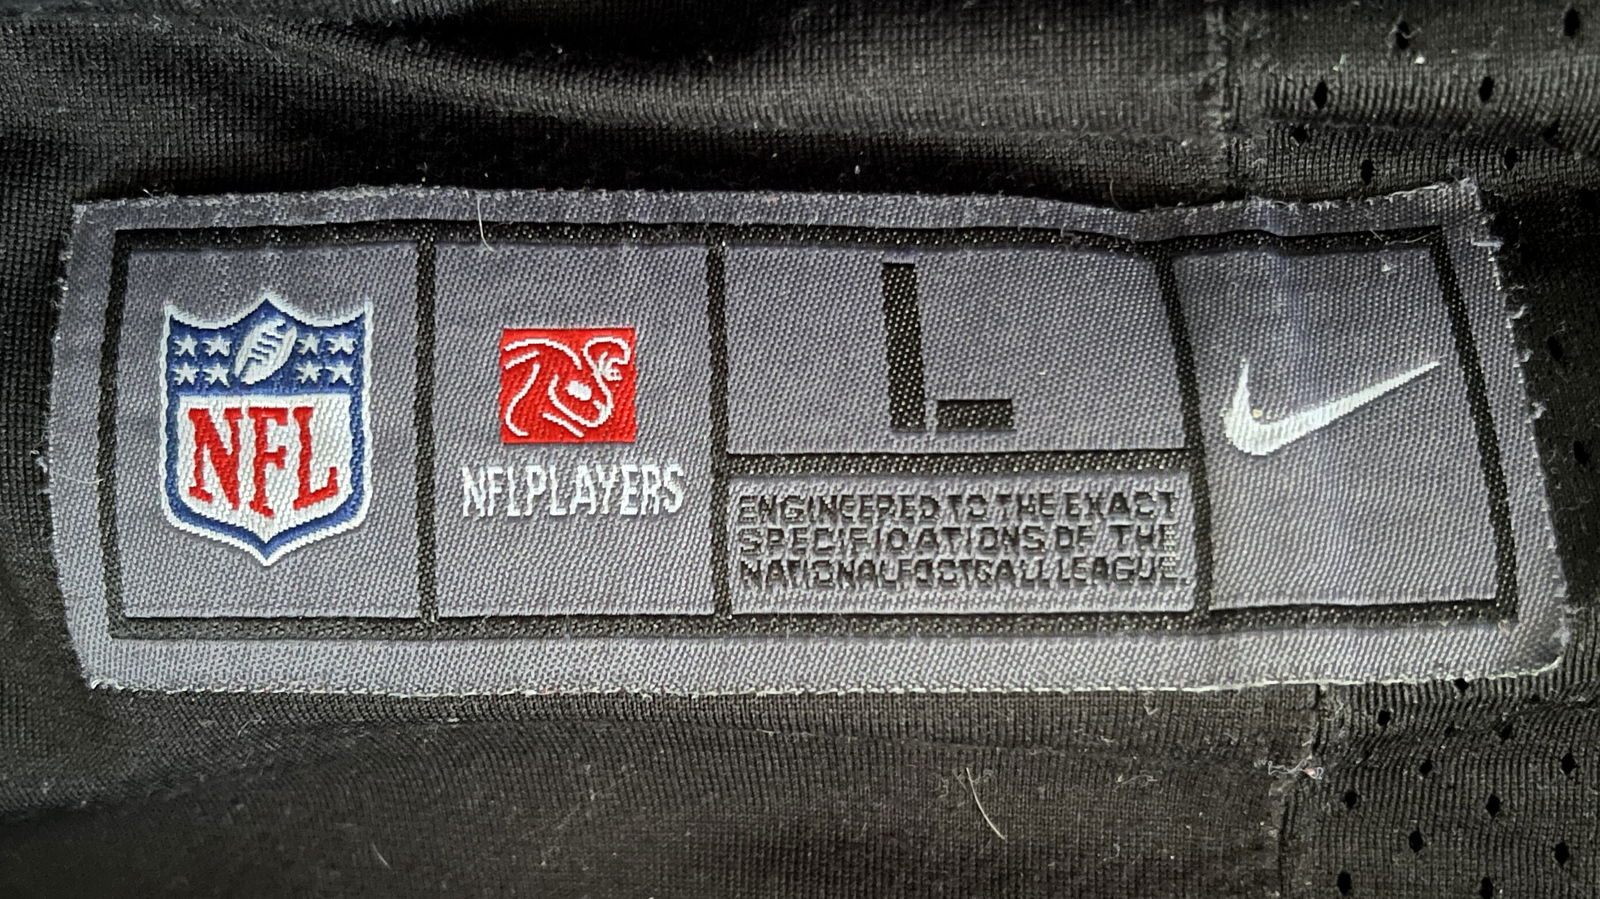 NFL
NFLPLAYERS
L
ENGINEERED TO THE EXACT
SPECIFICATIONS OF THE
NATIONAL FOOTBALL LEAGUE.